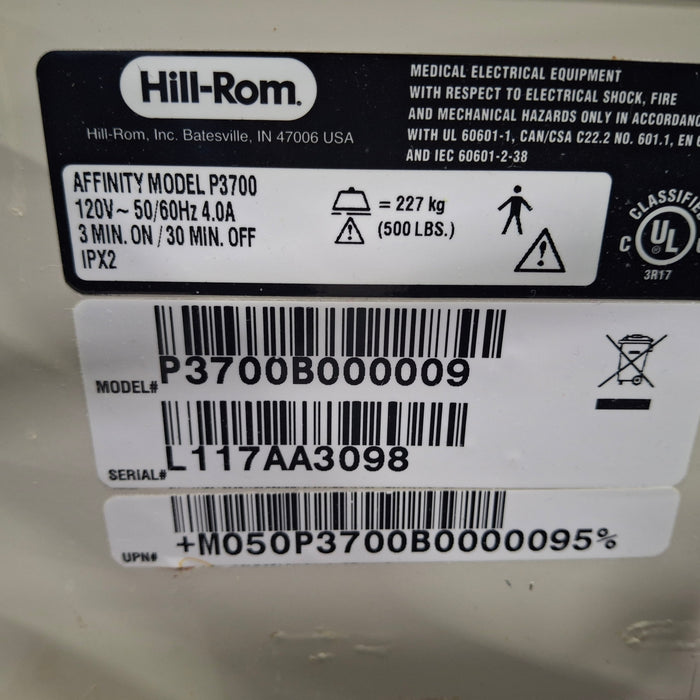 Hill-Rom.
Hill-Rom, Inc. Batesville, IN 47006 USA
MEDICAL ELECTRICAL EQUIPMENT
WITH RESPECT TO ELECTRICAL SHOCK, FIRE
AND MECHANICAL HAZARDS ONLY IN ACCORDANC
WITH UL 60601-1, CAN/CSA C22.2 NO. 601.1, EN
AND IEC 60601-2-38
AFFINITY MODEL P3700
120V~ 50/60Hz 4.0A
3 MIN. ON / 30 MIN. OFF
IPX2
= 227 kg
(500 LBS.)
CLASSIFIE
C UL ®
3R17
MODEL# P3700B000009
SERIAL# L117AA3098
UPN# +M050P3700B0000095%